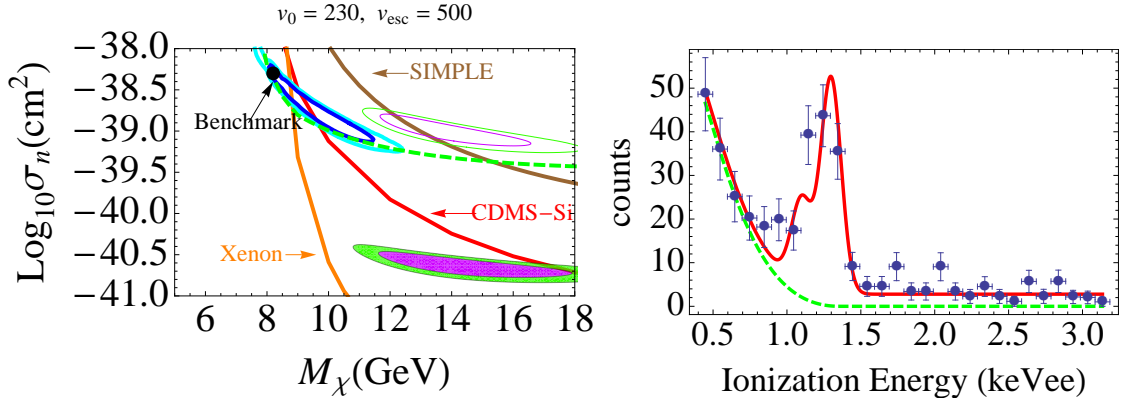 v₀ = 230, v_esc = 500
Log₁₀σₙ(cm²)
−38.0
−38.5
−39.0
−39.5
−40.0
−40.5
−41.0
SIMPLE
Benchmark
CDMS−Si
Xenon
6 8 10 12 14 16 18
M_χ(GeV)
counts
50
40
30
20
10
0
0.5 1.0 1.5 2.0 2.5 3.0
Ionization Energy (keVee)